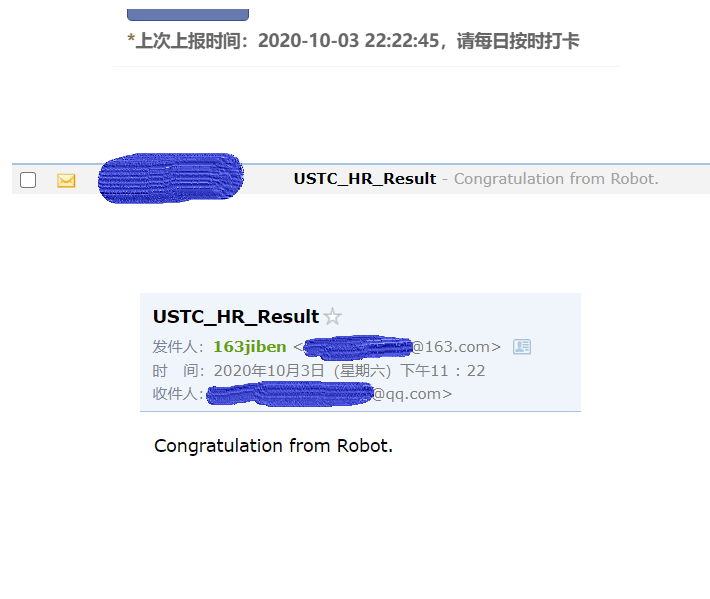 *上次上报时间：2020-10-03 22:22:45，请每日按时打卡
USTC_HR_Result - Congratulation from Robot.
USTC_HR_Result
发件人：163jiben <@163.com>
时　间：2020年10月3日（星期六）下午11：22
收件人：@qq.com>
Congratulation from Robot.